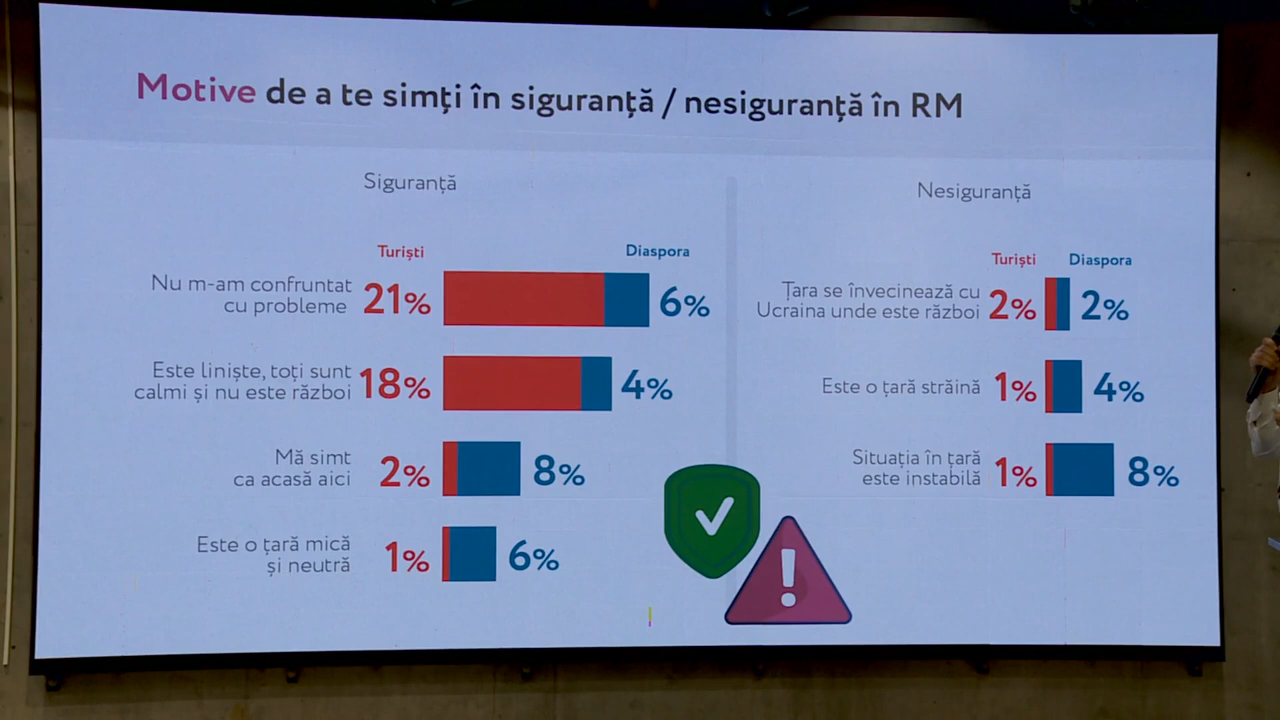 Motive de a te simți în siguranță / nesiguranță în RM
Siguranță
Turiști Diaspora
Nu m-am confruntat
cu probleme 21% 6%
Este liniște, toți sunt
calmi și nu este război 18% 4%
Mă simt
ca acasă aici 2% 8%
Este o țară mică
și neutră 1% 6%
Nesiguranță
Turiști Diaspora
Țara se învecinează cu
Ucraina unde este război 2% 2%
Este o țară străină 1% 4%
Situația în țară
este instabilă 1% 8%